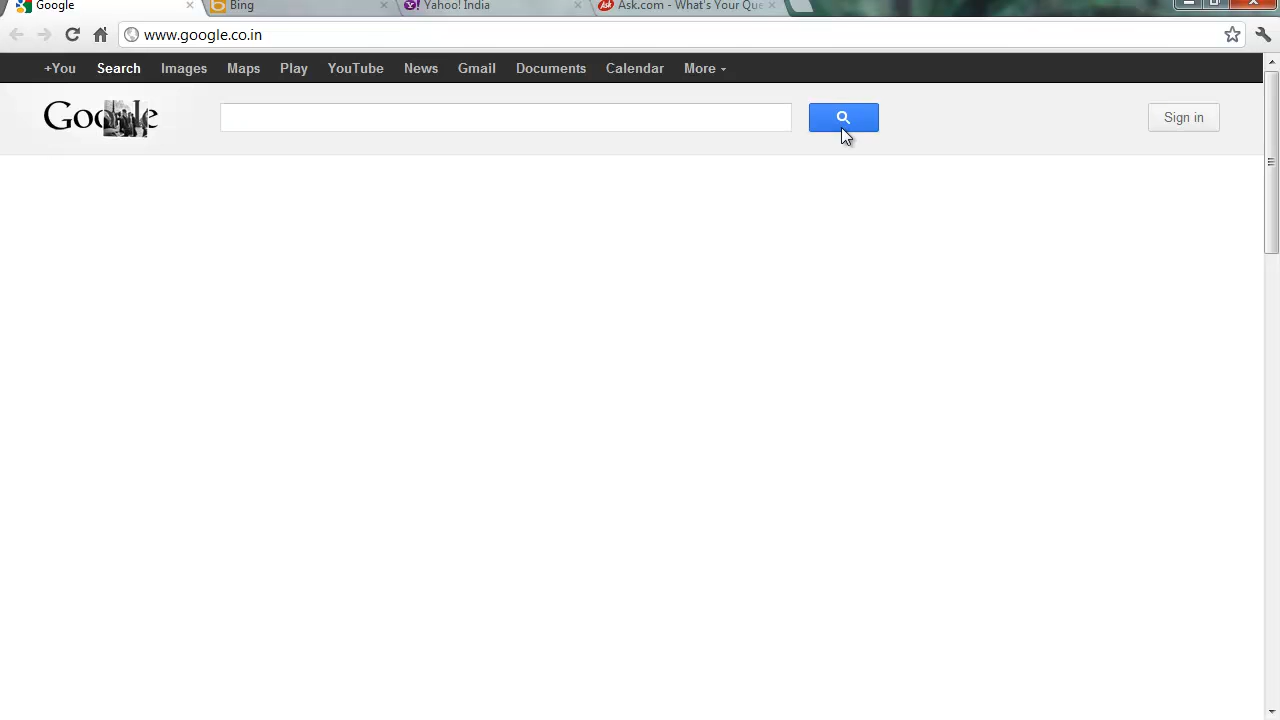 Google Bing Yahoo! India Ask.com - What's Your Que
www.google.co.in
+You Search Images Maps Play YouTube News Gmail Documents Calendar More
Google Sign in